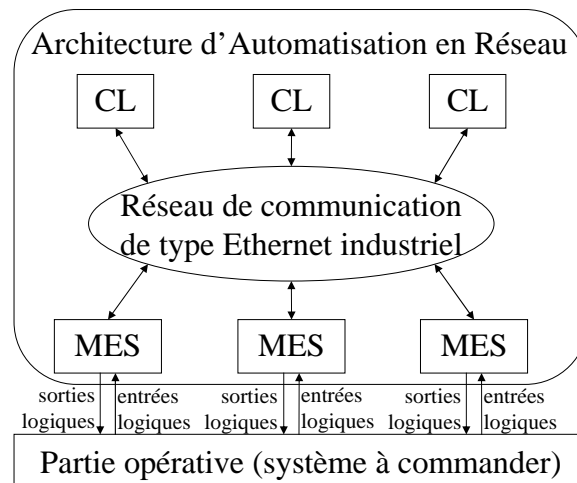 Architecture d'Automatisation en Réseau
CL CL CL
Réseau de communication
de type Ethernet industriel
MES MES MES
sorties entrées sorties entrées sorties entrées
logiques logiques logiques logiques logiques logiques
Partie opérative (système à commander)